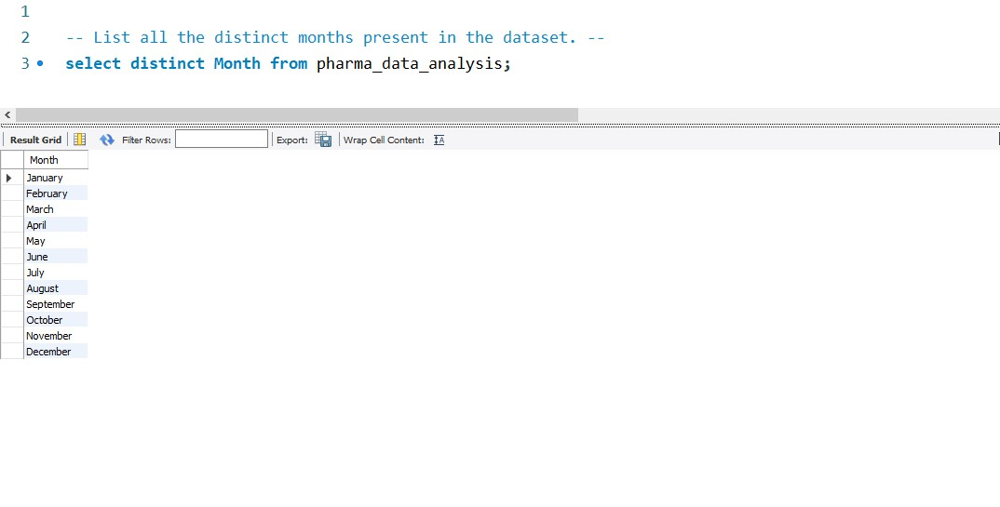 1
2 -- List all the distinct months present in the dataset. --
3 select distinct Month from pharma_data_analysis;
Result Grid Filter Rows: Export: Wrap Cell Content: IA
Month
January
February
March
April
May
June
July
August
September
October
November
December